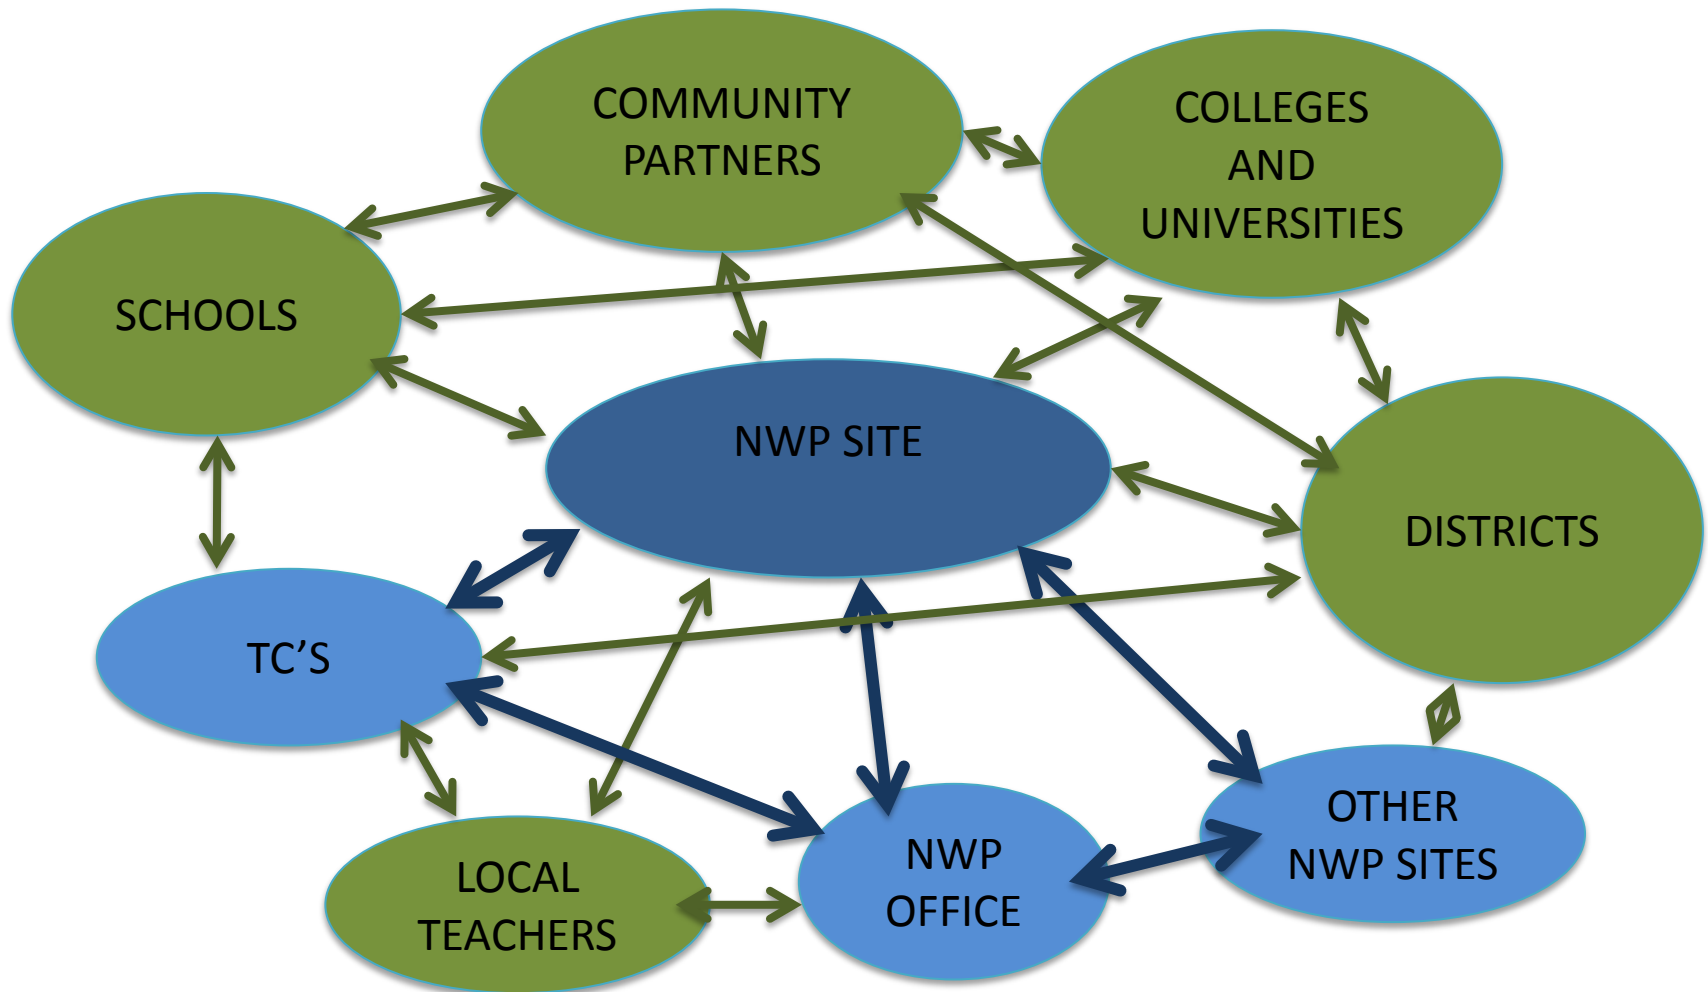 COMMUNITY
PARTNERS
COLLEGES
AND
UNIVERSITIES
SCHOOLS
NWP SITE
DISTRICTS
TC’S
OTHER
NWP SITES
NWP
OFFICE
LOCAL
TEACHERS